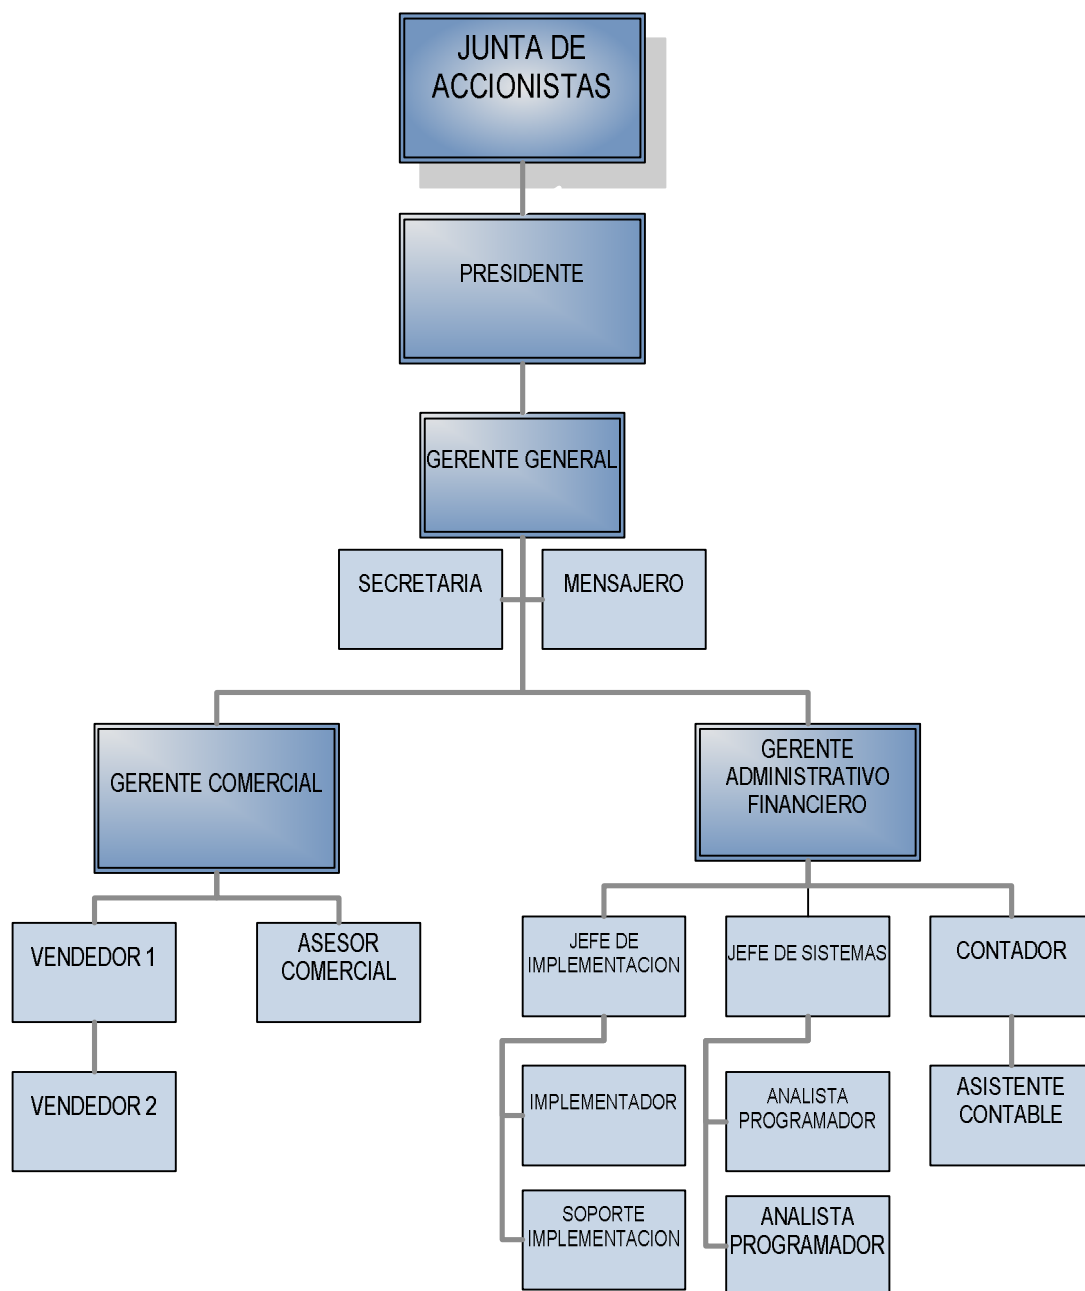 JUNTA DE
ACCIONISTAS
PRESIDENTE
GERENTE GENERAL
SECRETARIA
MENSAJERO
GERENTE COMERCIAL
GERENTE
ADMINISTRATIVO
FINANCIERO
VENDEDOR 1
ASESOR
COMERCIAL
JEFE DE
IMPLEMENTACION
JEFE DE SISTEMAS
CONTADOR
VENDEDOR 2
IMPLEMENTADOR
ANALISTA
PROGRAMADOR
ASISTENTE
CONTABLE
SOPORTE
IMPLEMENTACION
ANALISTA
PROGRAMADOR